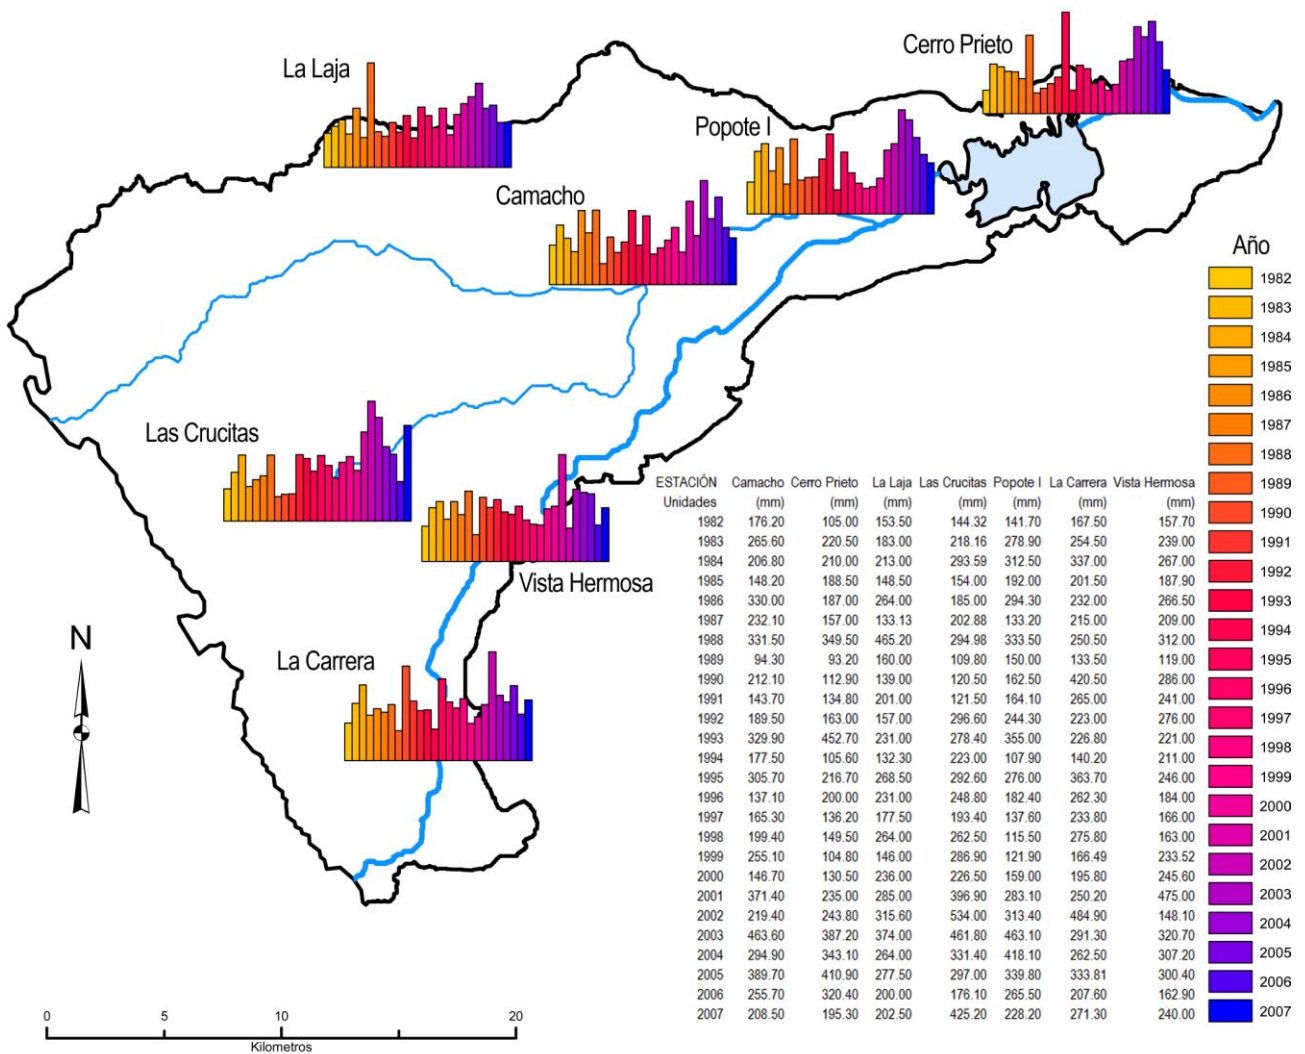 Cerro Prieto
La Laja
Popote I
Camacho
Año
1982
1983
1984
1985
1986
1987
1988
1989
1990
1991
1992
1993
1994
1995
1996
1997
1998
1999
2000
2001
2002
2003
2004
2005
2006
2007
Las Crucitas
Vista Hermosa
La Carrera
N
ESTACIÓN Camacho Cerro Prieto La Laja Las Crucitas Popote I La Carrera Vista Hermosa
Unidades (mm) (mm) (mm) (mm) (mm) (mm) (mm)
1982 176.20 105.00 153.50 144.32 141.70 167.50 157.70
1983 265.60 220.50 183.00 218.16 278.90 254.50 239.00
1984 206.80 210.00 213.00 293.59 312.50 337.00 267.00
1985 148.20 188.50 148.50 154.00 192.00 201.50 187.90
1986 330.00 187.00 264.00 185.00 294.30 232.00 266.50
1987 232.10 157.00 133.13 202.88 133.20 215.00 209.00
1988 331.50 349.50 465.20 294.98 333.50 250.50 312.00
1989 94.30 93.20 160.00 109.80 150.00 133.50 119.00
1990 212.10 112.90 139.00 120.50 162.50 420.50 286.00
1991 143.70 134.80 201.00 121.50 164.10 265.00 241.00
1992 189.50 163.00 157.00 296.60 244.30 223.00 276.00
1993 329.90 452.70 231.00 278.40 355.00 226.80 221.00
1994 177.50 105.60 132.30 223.00 107.90 140.20 211.00
1995 305.70 216.70 268.50 292.60 276.00 363.70 246.00
1996 137.10 200.00 231.00 248.80 182.40 262.30 184.00
1997 165.30 136.20 177.50 193.40 137.60 233.80 166.00
1998 199.40 149.50 264.00 262.50 115.50 275.80 163.00
1999 255.10 104.80 146.00 286.90 121.90 166.49 233.52
2000 146.70 130.50 236.00 226.50 159.00 195.80 245.60
2001 371.40 235.00 285.00 396.90 283.10 250.20 475.00
2002 219.40 243.80 315.60 534.00 313.40 484.90 148.10
2003 463.60 387.20 374.00 461.80 463.10 291.30 320.70
2004 294.90 343.10 264.00 331.40 418.10 262.50 307.20
2005 389.70 410.90 277.50 297.00 339.80 333.81 300.40
2006 255.70 320.40 200.00 176.10 265.50 207.60 162.90
2007 208.50 195.30 202.50 425.20 228.20 271.30 240.00
0 5 10 20
Kilometros